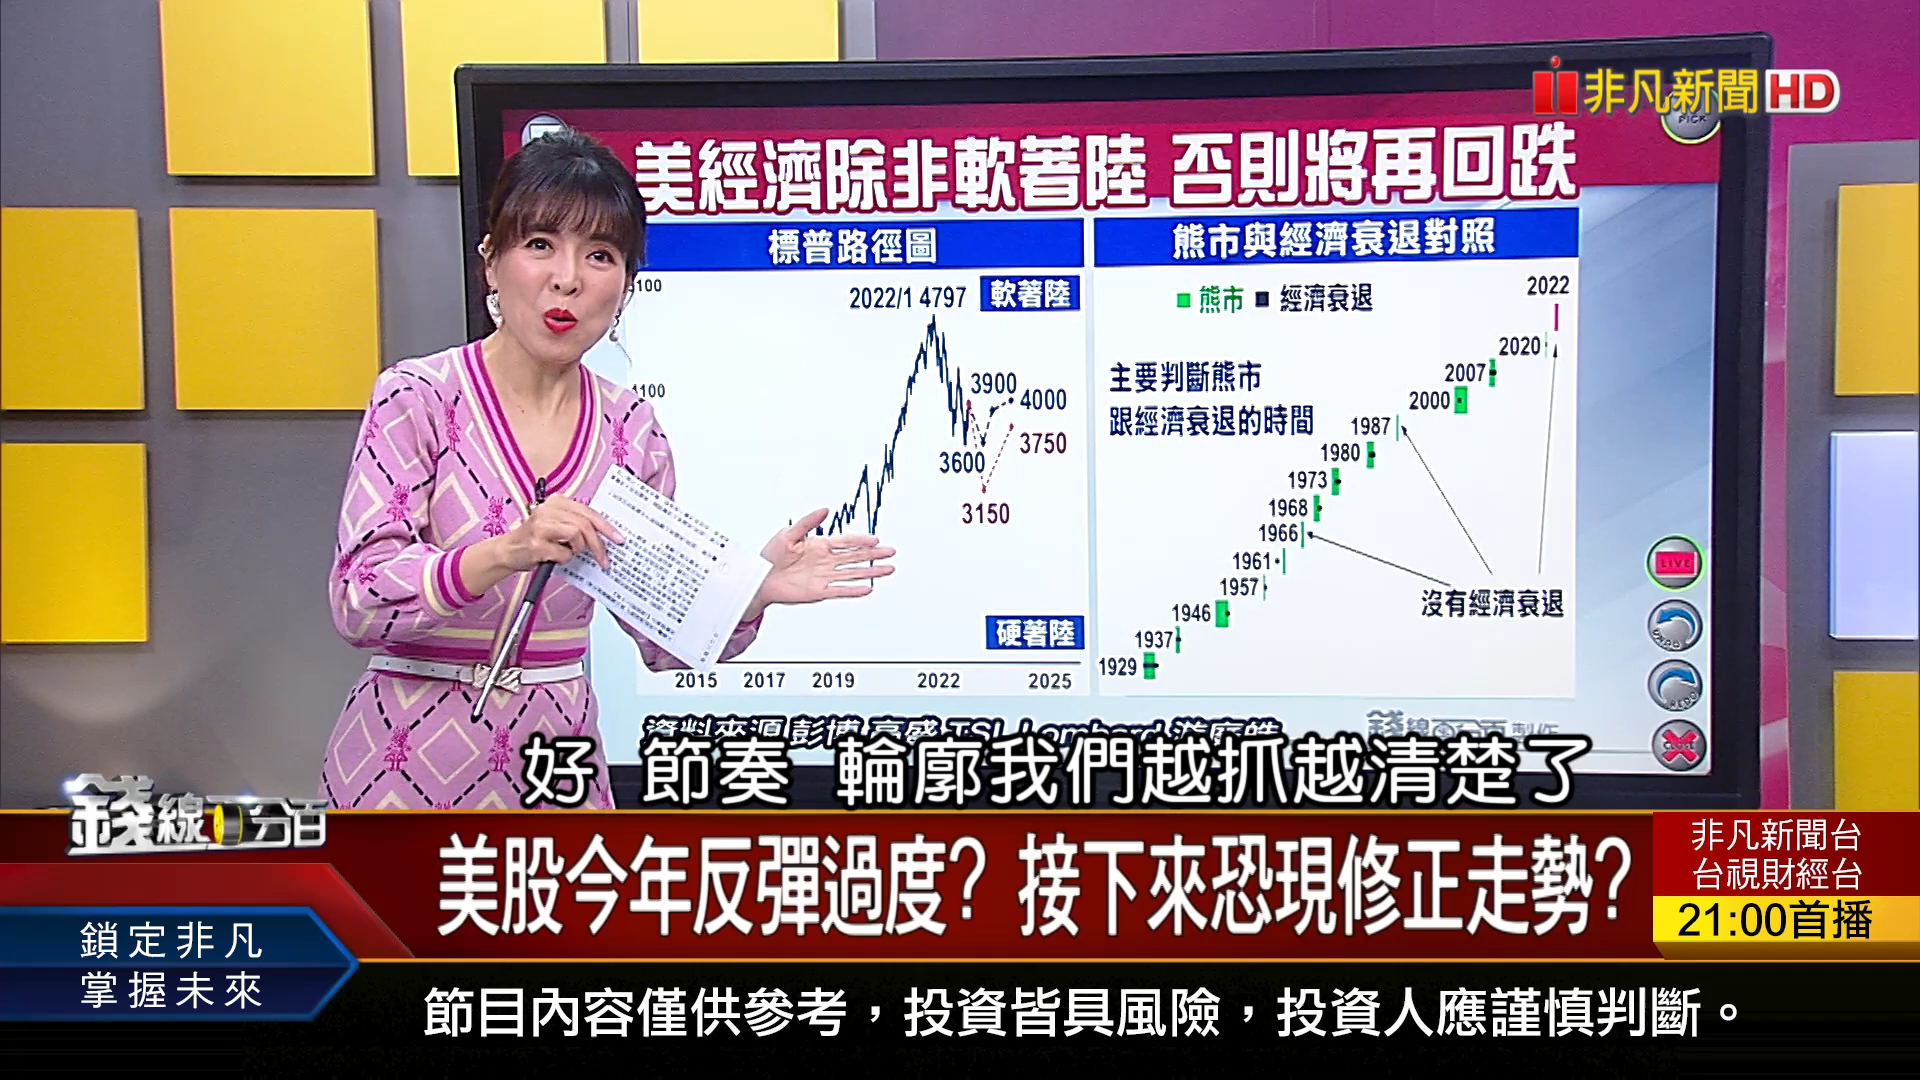 非凡新聞HD
PICK
美經濟除非軟著陸 否則將再回跌
標普路徑圖
熊市與經濟衰退對照
2022/1 4797
軟著陸
3900
4000
3600
3750
3150
硬著陸
2015 2017 2019 2022 2025
熊市 經濟衰退
主要判斷熊市
跟經濟衰退的時間
2022
2020
2007
2000
1987
1980
1973
1968
1966
1961
1957
1946
1937
1929
沒有經濟衰退
LIVE
UNDO
REDO
CLOSE
好 節奏 輪廓我們越抓越清楚了
錢線百分百
美股今年反彈過度? 接下來恐現修正走勢?
非凡新聞台
台視財經台
21:00首播
鎖定非凡
掌握未來
節目內容僅供參考，投資皆具風險，投資人應謹慎判斷。